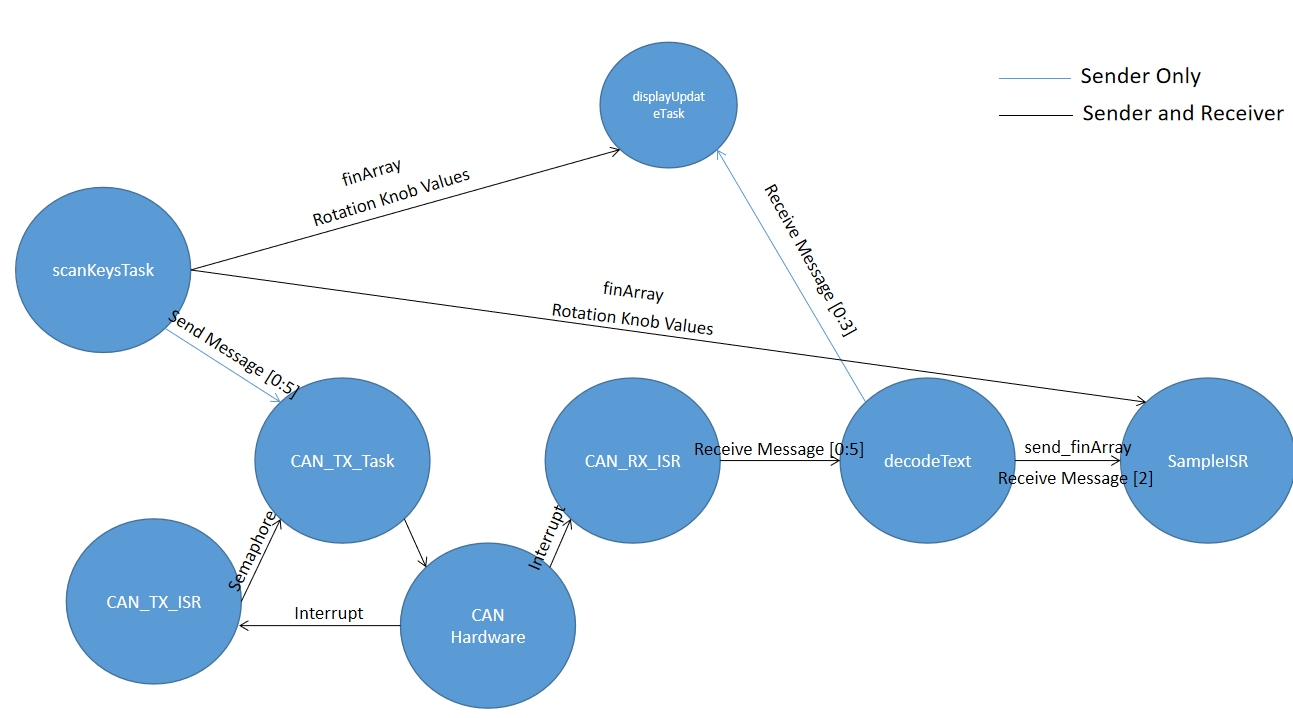 displayUpdat
eTask
Sender Only
Sender and Receiver
finArray
Rotation Knob Values
scanKeysTask
Receive Message [0:3]
finArray
Rotation Knob Values
Send Message [0:5]
CAN_TX_Task
CAN_RX_ISR
Receive Message [0:5]
decodeText
send_finArray
Receive Message [2]
SampleISR
Semaphore
Interrupt
CAN_TX_ISR
Interrupt
CAN
Hardware